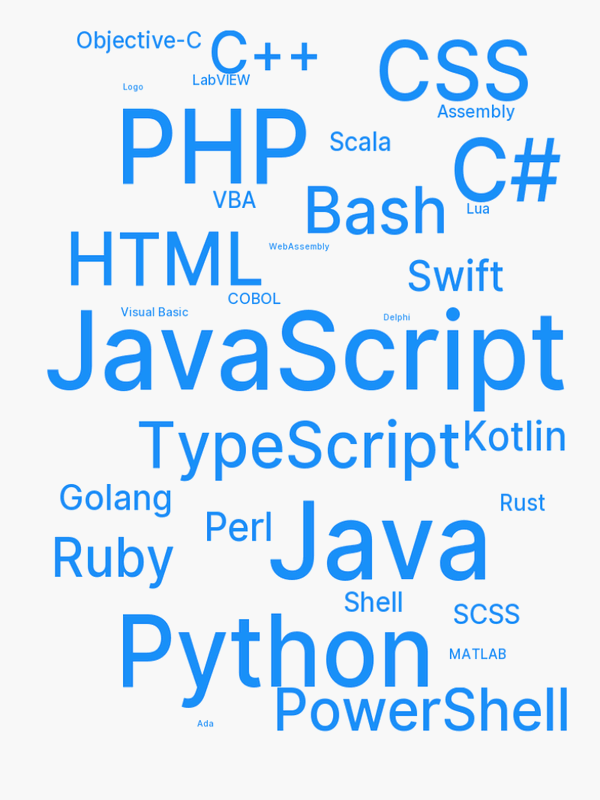 Objective-C
C++
CSS
LabVIEW
Logo
Assembly
PHP
Scala
C#
VBA
Bash
Lua
HTML
WebAssembly
Swift
COBOL
Visual Basic
Delphi
JavaScript
TypeScript
Kotlin
Golang
Rust
Perl
Java
Ruby
Shell
SCSS
Python
MATLAB
PowerShell
Ada